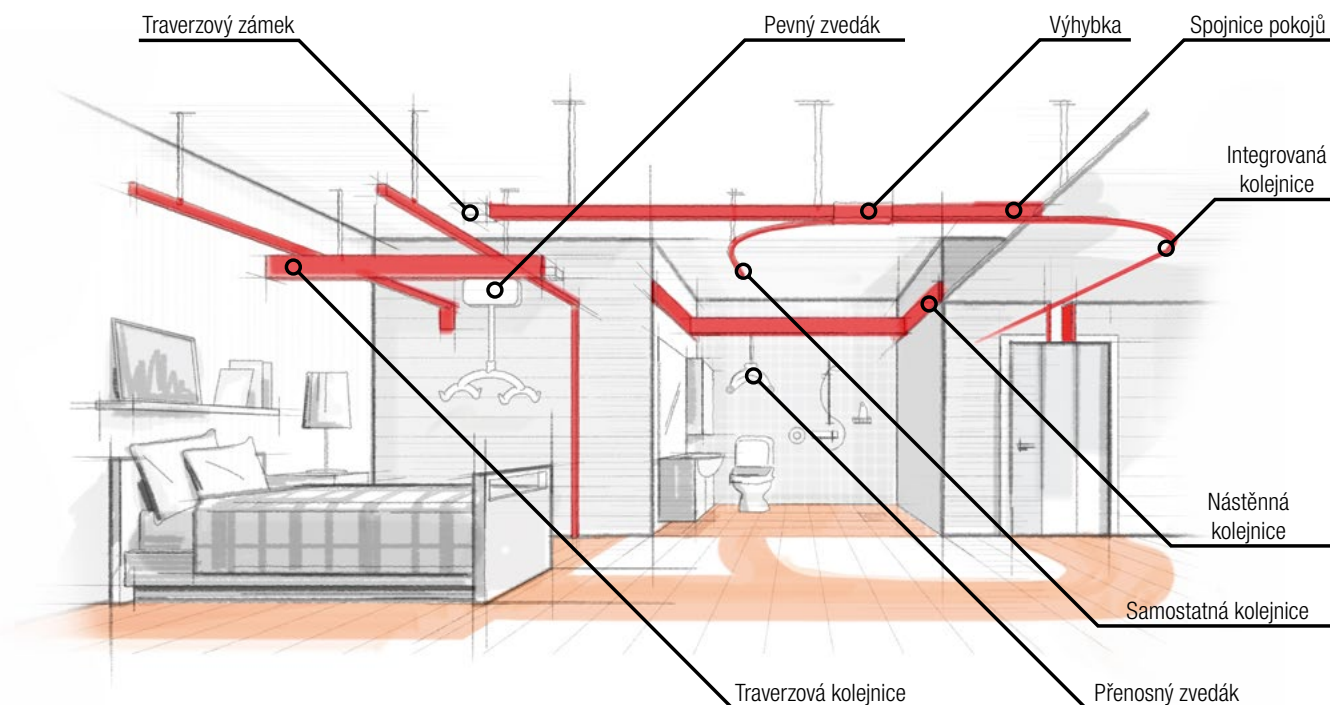 Traverzový zámek
Pevný zvedák
Výhybka
Spojnice pokojů
Integrovaná
kolejnice
Nástěnná
kolejnice
Samostatná kolejnice
Traverzová kolejnice
Přenosný zvedák